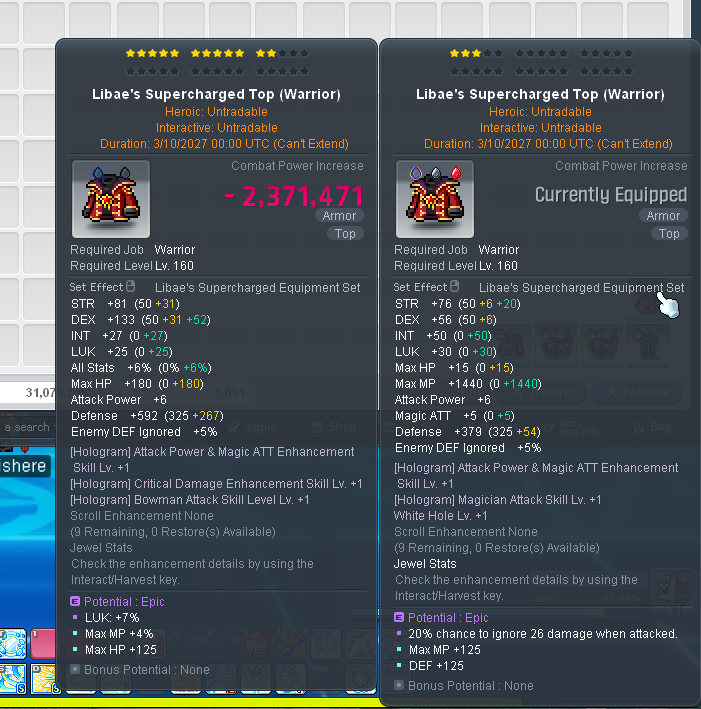 Libae's Supercharged Top (Warrior)
Heroic: Untradable
Interactive: Untradable
Duration: 3/10/2027 00:00 UTC (Can't Extend)
Combat Power Increase
- 2,371,471
Armor
Top
Required Job Warrior
Required Level Lv. 160
Set Effect Libae's Supercharged Equipment Set
STR +81 (50 +31)
DEX +133 (50 +31 +52)
INT +27 (0 +27)
LUK +25 (0 +25)
All Stats +6% (0% +6%)
Max HP +180 (0 +180)
Attack Power +6
Defense +592 (325 +267)
Enemy DEF Ignored +5%
[Hologram] Attack Power & Magic ATT Enhancement
Skill Lv. +1
[Hologram] Critical Damage Enhancement Skill Lv. +1
[Hologram] Bowman Attack Skill Level Lv. +1
Scroll Enhancement None
(9 Remaining, 0 Restore(s) Available)
Jewel Stats
Check the enhancement details by using the
Interact/Harvest key.
E Potential : Epic
LUK: +7%
Max MP +4%
Max HP +125
Bonus Potential : None
Libae's Supercharged Top (Warrior)
Heroic: Untradable
Interactive: Untradable
Duration: 3/10/2027 00:00 UTC (Can't Extend)
Combat Power Increase
Currently Equipped
Armor
Top
Required Job Warrior
Required Level Lv. 160
Set Effect Libae's Supercharged Equipment Set
STR +76 (50 +6 +20)
DEX +56 (50 +6)
INT +50 (0 +50)
LUK +30 (0 +30)
Max HP +15 (0 +15)
Max MP +1440 (0 +1440)
Attack Power +6
Magic ATT +5 (0 +5)
Defense +379 (325 +54)
Enemy DEF Ignored +5%
[Hologram] Attack Power & Magic ATT Enhancement
Skill Lv. +1
[Hologram] Magician Attack Skill Lv. +1
White Hole Lv. +1
Scroll Enhancement None
(9 Remaining, 0 Restore(s) Available)
Jewel Stats
Check the enhancement details by using the
Interact/Harvest key.
E Potential : Epic
20% chance to ignore 26 damage when attacked.
Max MP +125
DEF +125
Bonus Potential : None
31,07
a search
shere